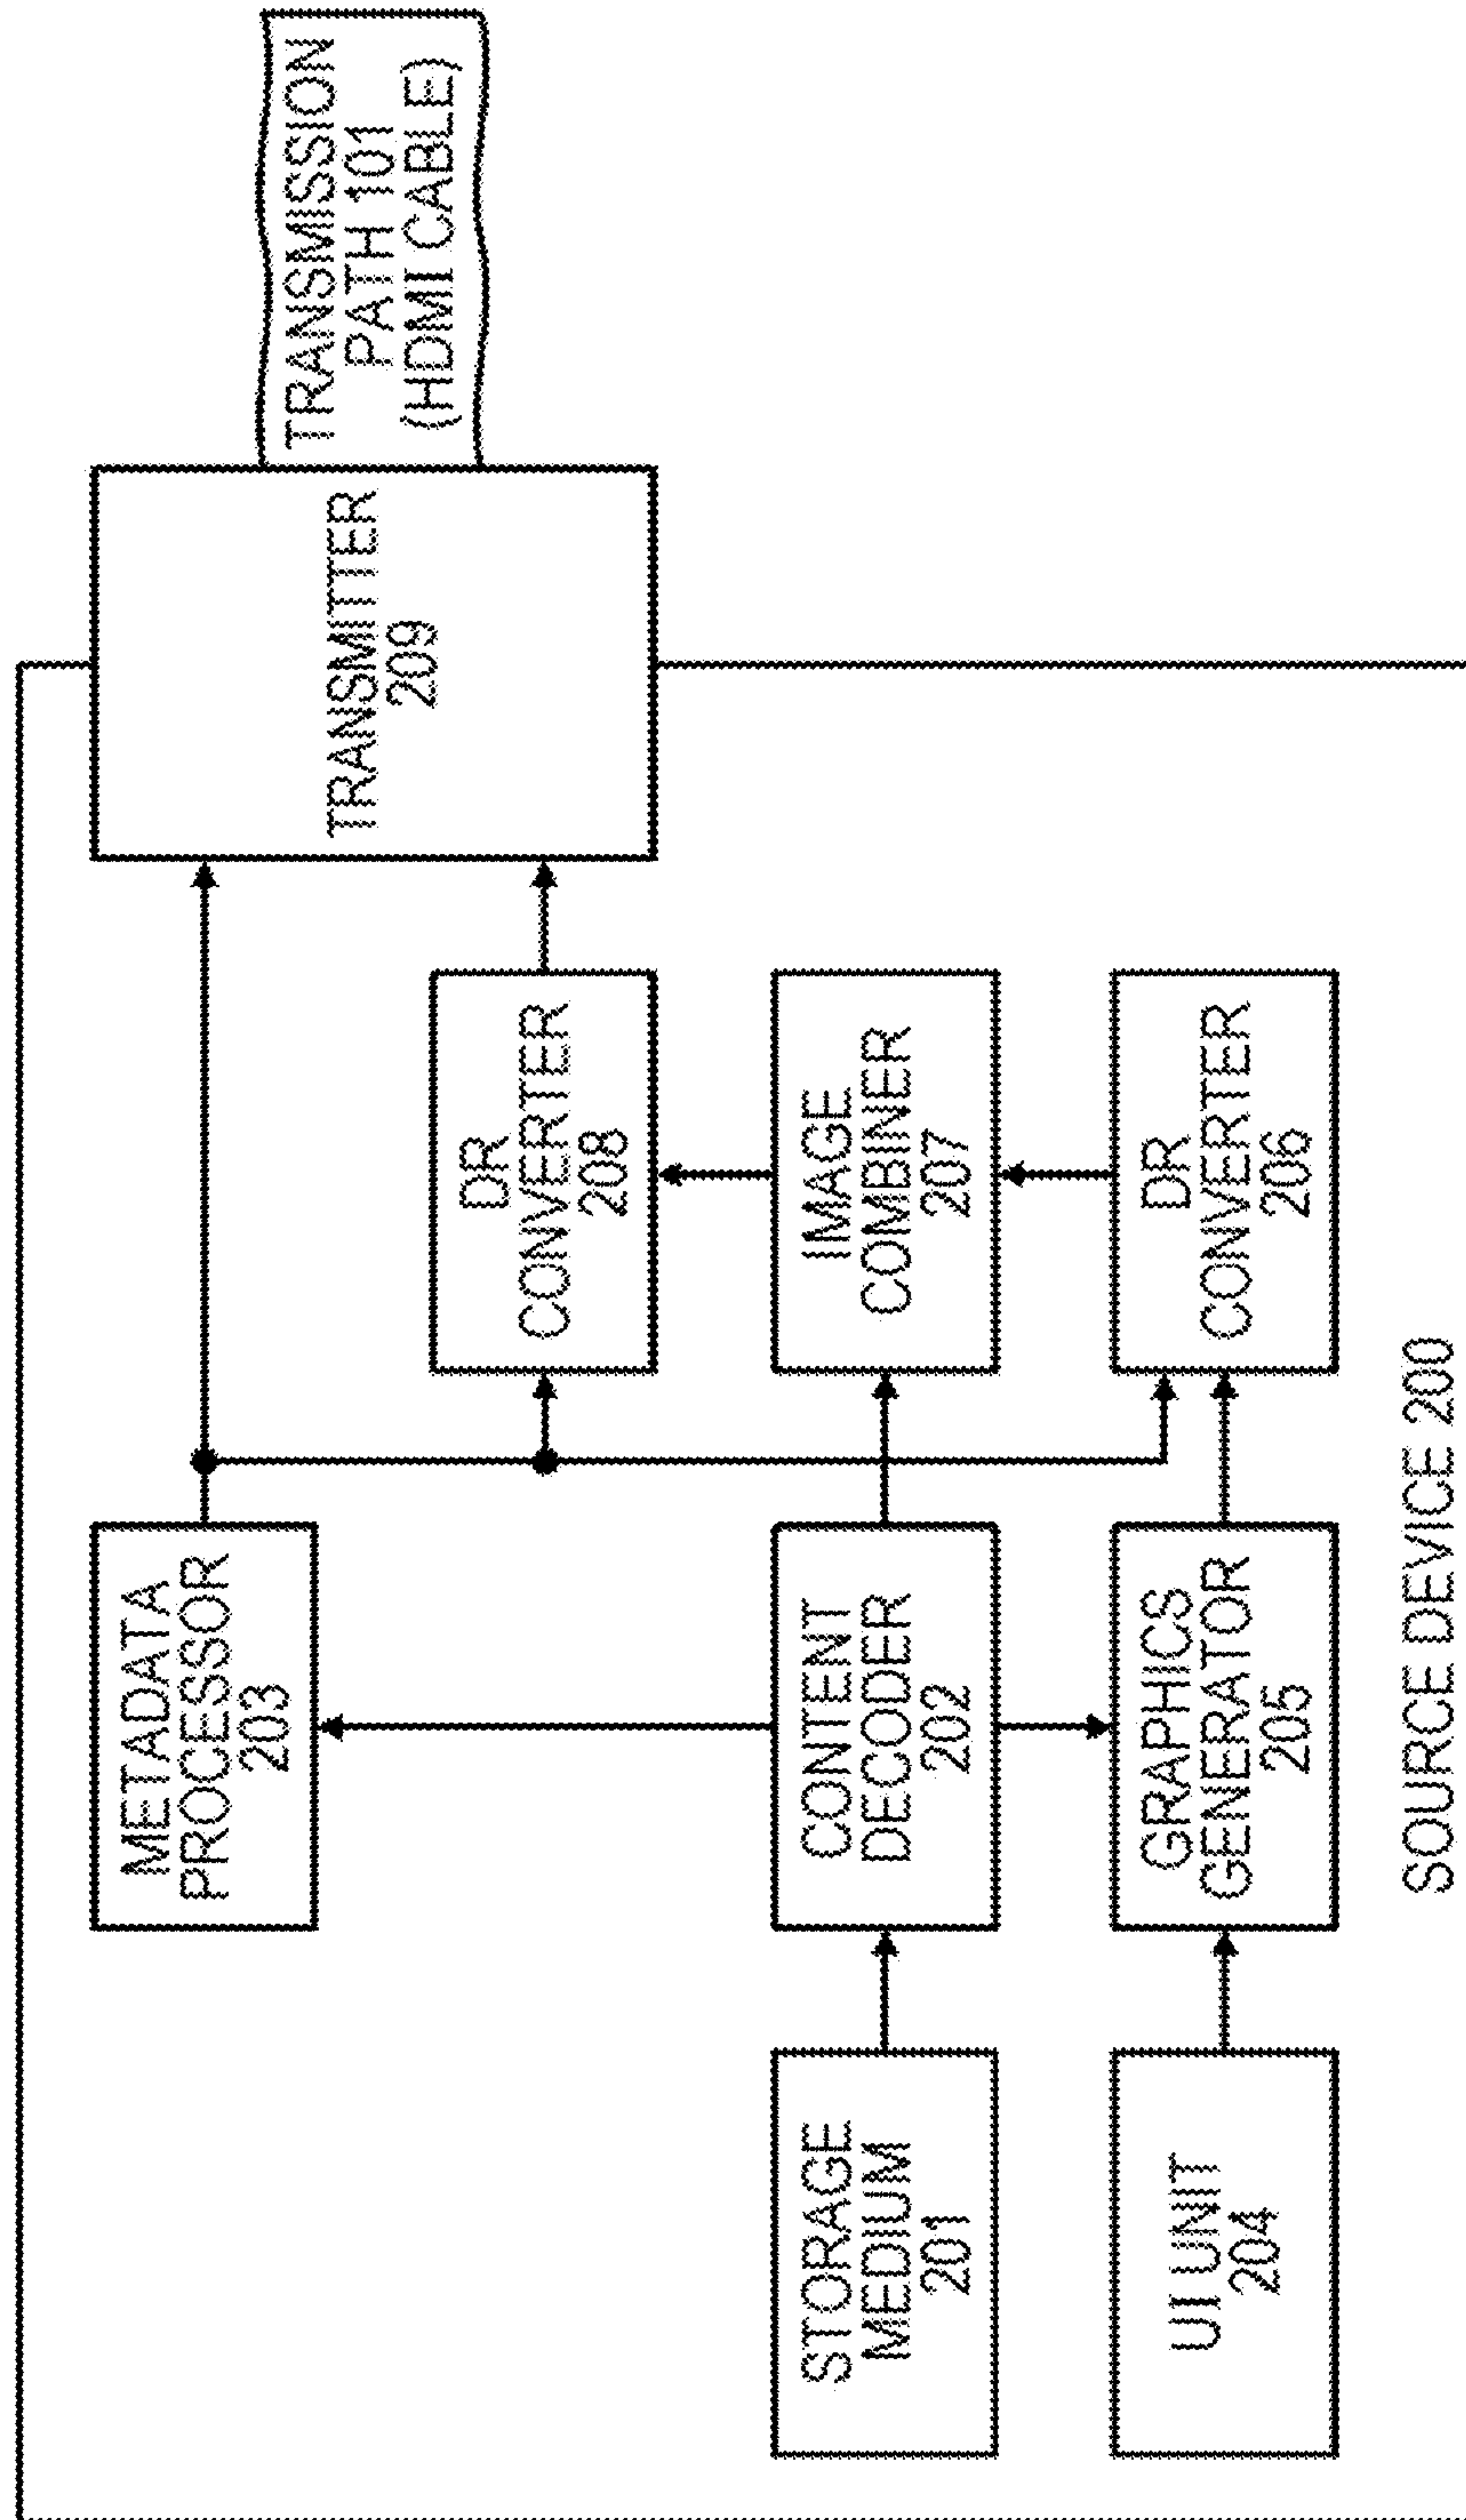 METADATA
PROCESSOR
203
TRANSMITTER
209
TRANSMISSION
PATH 101
(HDMI CABLE)
DR
CONVERTER
208
STORAGE
MEDIUM
201
CONTENT
DECODER
202
IMAGE
COMBINER
207
UI UNIT
204
GRAPHICS
GENERATOR
205
DR
CONVERTER
206
SOURCE DEVICE 200